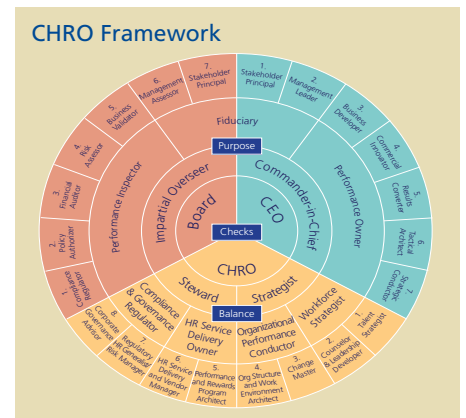 CHRO Framework
7.
Stakeholder
Principal
1.
Stakeholder
Principal
6.
Management
Assessor
2.
Management
Leader
5.
Business
Validator
3.
Business
Developer
4.
Risk
Assessor
4.
Commercial
Innovator
3.
Financial
Auditor
5.
Results
Converter
2.
Policy
Authorizer
6.
Tactical
Architect
1.
Compliance
Regulator
7.
Strategic
Conductor
Fiduciary
Purpose
Performance Inspector
Impartial Overseer
Board
CEO
Commander-in-Chief
Performance Owner
Checks
CHRO
Steward
Strategist
Balance
Compliance
& Governance
Regulator
HR Service
Delivery
Owner
Organizational
Performance
Conductor
Workforce
Strategist
8.
Corporate
Governance
Advisor
7.
Regulatory
HR Generalist/
Risk Manager
6.
HR Service
Delivery
and Vendor
Manager
5.
Performance
and Rewards
Program
Architect
4.
Org Structure
and Work
Environment
Architect
3.
Change
Master
2.
Counselor
& Leadership
Developer
1.
Talent
Strategist